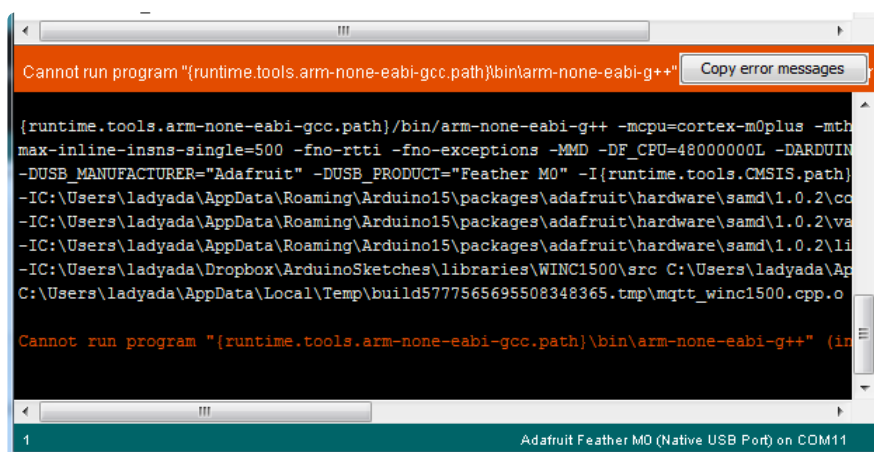 Cannot run program "{runtime.tools.arm-none-eabi-gcc.path}\bin\arm-none-eabi-g++" Copy error messages
{runtime.tools.arm-none-eabi-gcc.path}/bin/arm-none-eabi-g++ -mcpu=cortex-m0plus -mth
max-inline-insns-single=500 -fno-rtti -fno-exceptions -MMD -DF_CPU=48000000L -DARDUIN
-DUSB_MANUFACTURER="Adafruit" -DUSB_PRODUCT="Feather M0" -I{runtime.tools.CMSIS.path}
-IC:\Users\ladyada\AppData\Roaming\Arduino15\packages\adafruit\hardware\samd\1.0.2\co
-IC:\Users\ladyada\AppData\Roaming\Arduino15\packages\adafruit\hardware\samd\1.0.2\va
-IC:\Users\ladyada\AppData\Roaming\Arduino15\packages\adafruit\hardware\samd\1.0.2\li
-IC:\Users\ladyada\Dropbox\ArduinoSketches\libraries\WINC1500\src C:\Users\ladyada\Ap
C:\Users\ladyada\AppData\Local\Temp\build5777565695508348365.tmp\mqtt_winc1500.cpp.o
Cannot run program "{runtime.tools.arm-none-eabi-gcc.path}\bin\arm-none-eabi-g++" (in
1 Adafruit Feather M0 (Native USB Port) on COM11